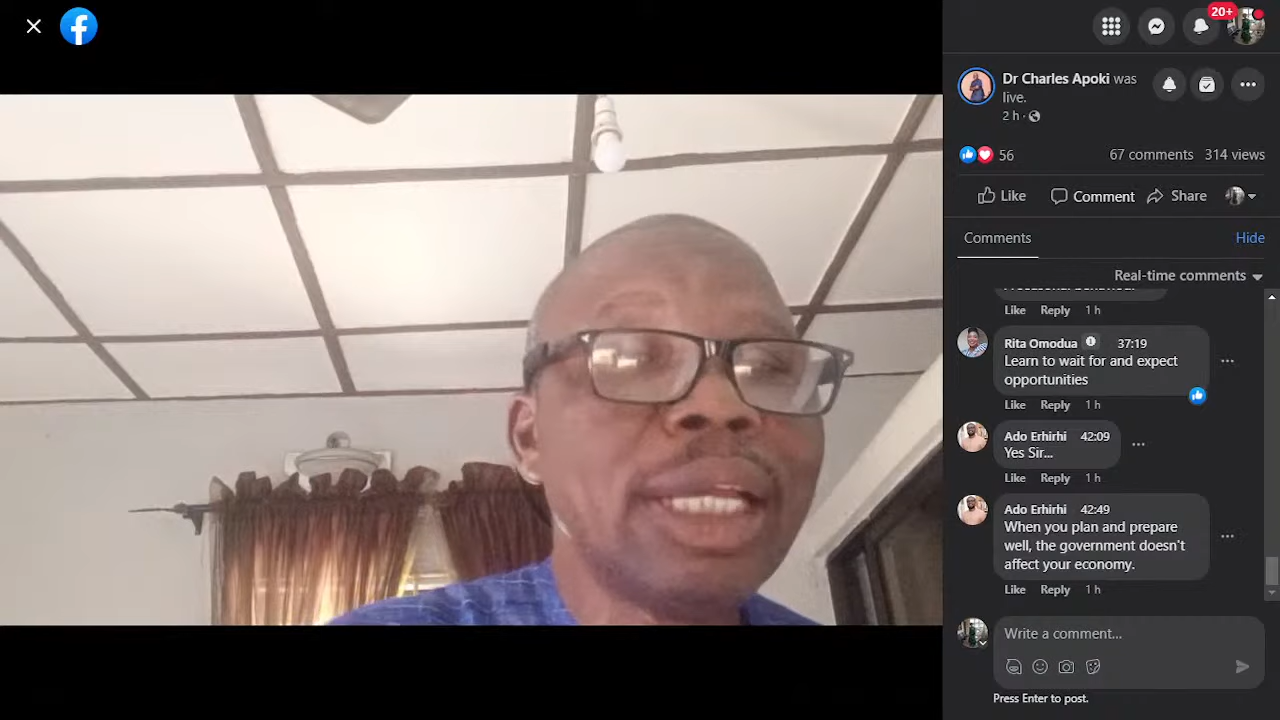 20+
Dr Charles Apoki was
live.
2 h ·
56
67 comments
314 views
Like
Comment
Share
Comments
Hide
Real-time comments
Like Reply 1 h
Rita Omodua 37:19
Learn to wait for and expect
opportunities
Like Reply 1 h
Ado Erhirhi 42:09
Yes Sir...
Like Reply 1 h
Ado Erhirhi 42:49
When you plan and prepare
well, the government doesn't
affect your economy.
Like Reply 1 h
Write a comment...
Press Enter to post.